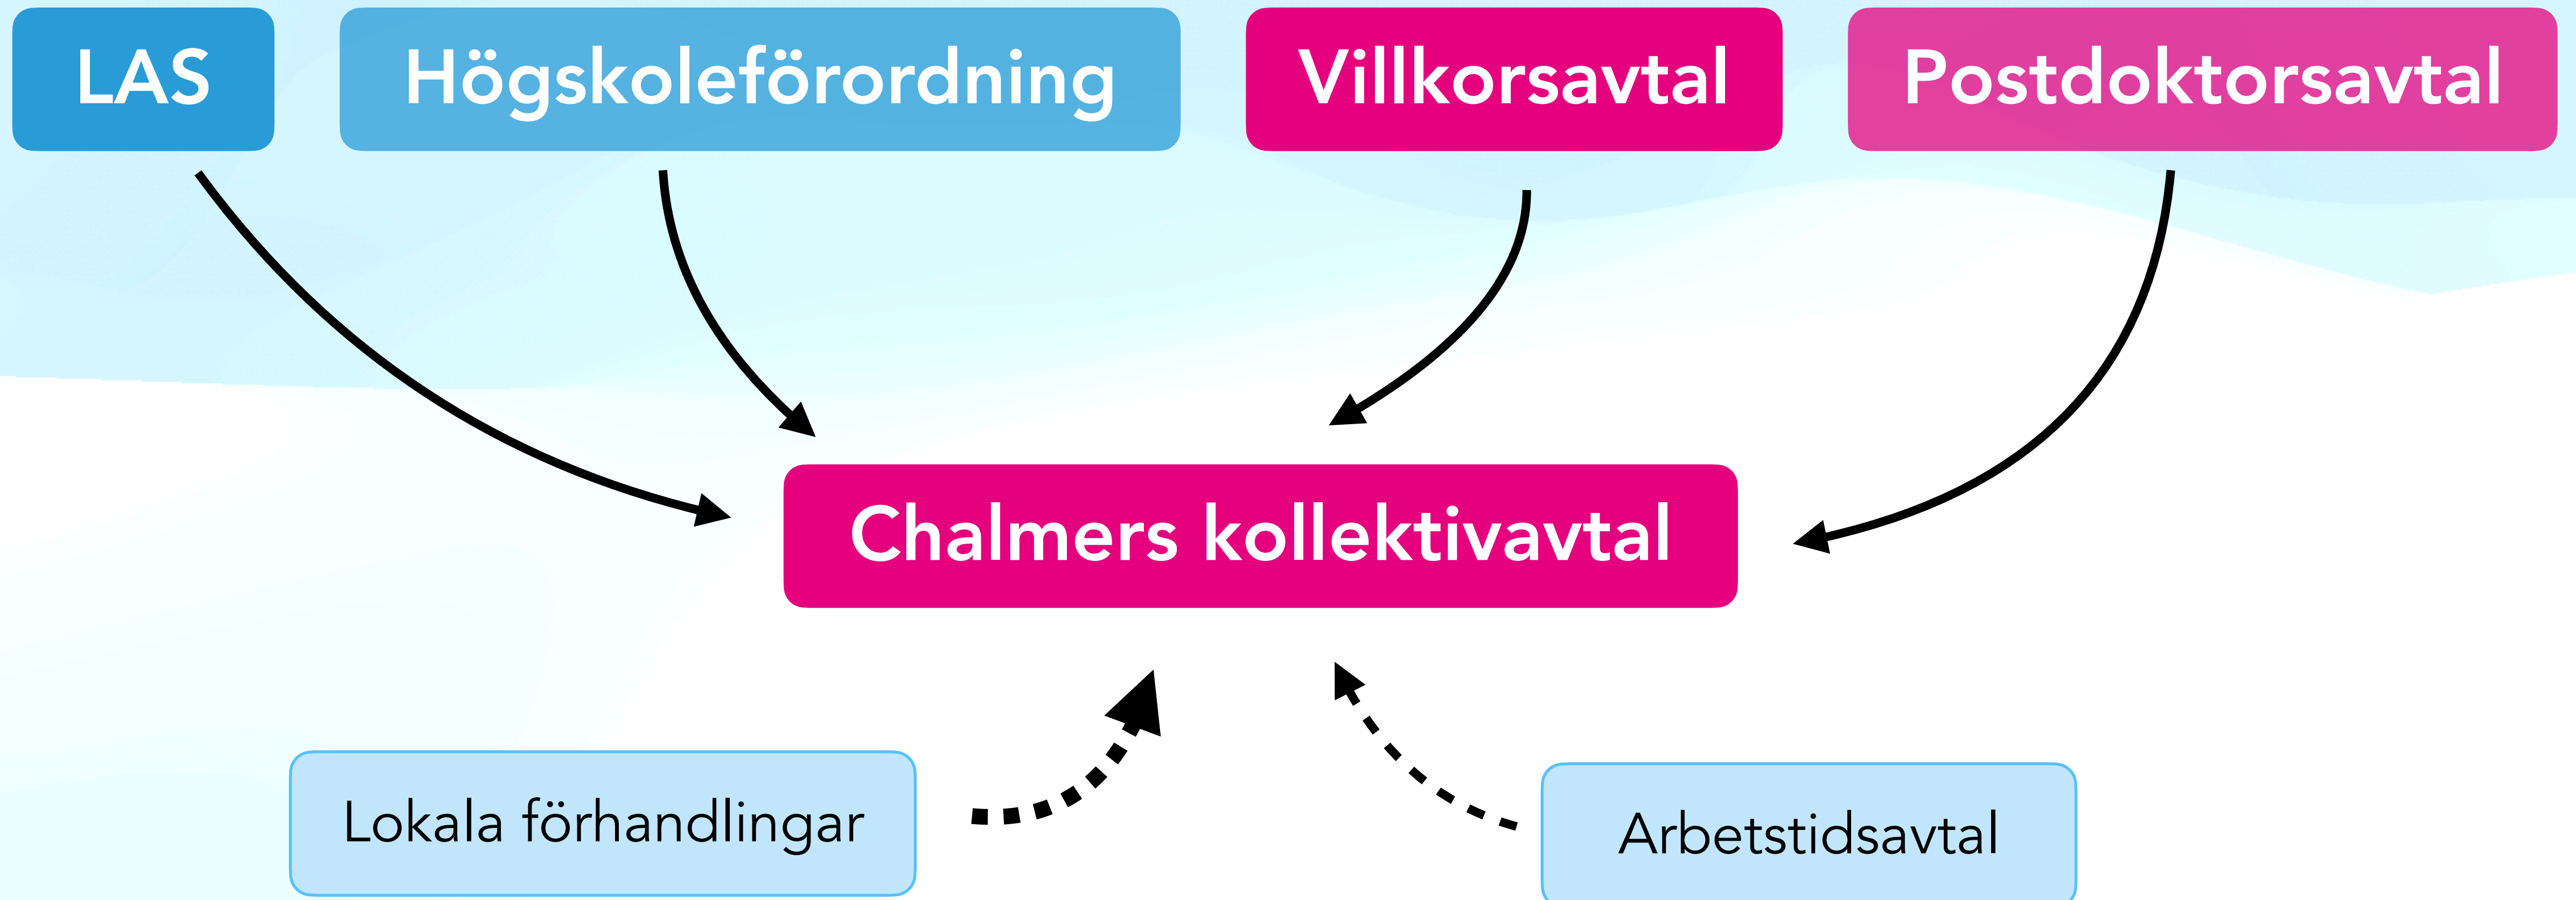 LAS
Högskoleförordning
Villkorsavtal
Postdoktorsavtal
Chalmers kollektivavtal
Lokala förhandlingar
Arbetstidsavtal